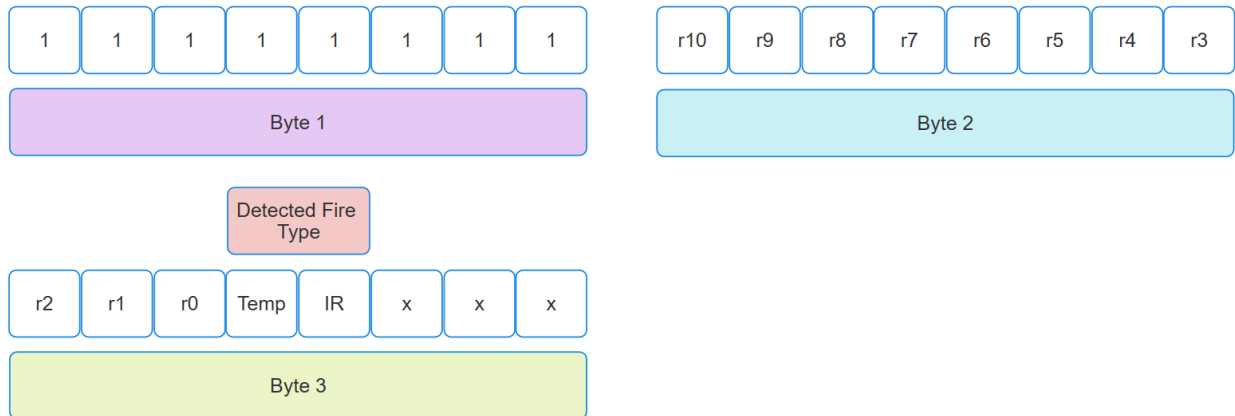 1 1 1 1 1 1 1 1
Byte 1
r10 r9 r8 r7 r6 r5 r4 r3
Byte 2
Detected Fire
Type
r2 r1 r0 Temp IR x x x
Byte 3